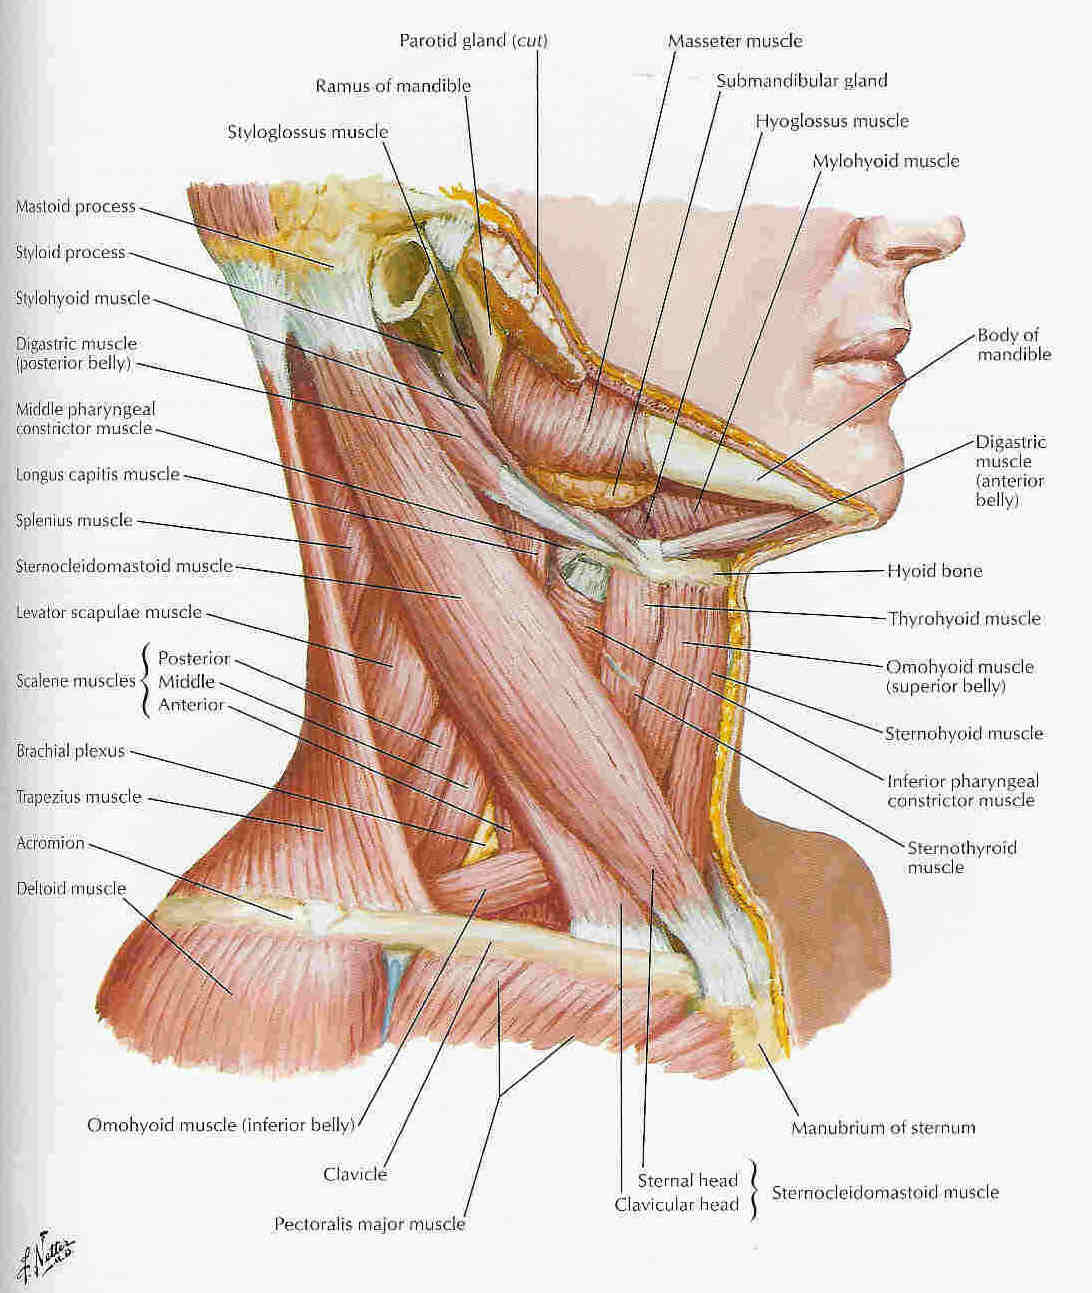 Parotid gland (cut)
Masseter muscle
Ramus of mandible
Submandibular gland
Styloglossus muscle
Hyoglossus muscle
Mylohyoid muscle
Mastoid process
Styloid process
Stylohyoid muscle
Digastric muscle
(posterior belly)
Middle pharyngeal
constrictor muscle
Longus capitis muscle
Splenius muscle
Sternocleidomastoid muscle
Levator scapulae muscle
Scalene muscles
Posterior
Middle
Anterior
Brachial plexus
Trapezius muscle
Acromion
Deltoid muscle
Body of
mandible
Digastric
muscle
(anterior
belly)
Hyoid bone
Thyrohyoid muscle
Omohyoid muscle
(superior belly)
Sternohyoid muscle
Inferior pharyngeal
constrictor muscle
Sternothyroid
muscle
Omohyoid muscle (inferior belly)
Clavicle
Pectoralis major muscle
Manubrium of sternum
Sternal head
Clavicular head
Sternocleidomastoid muscle
F. Netter
M.D.